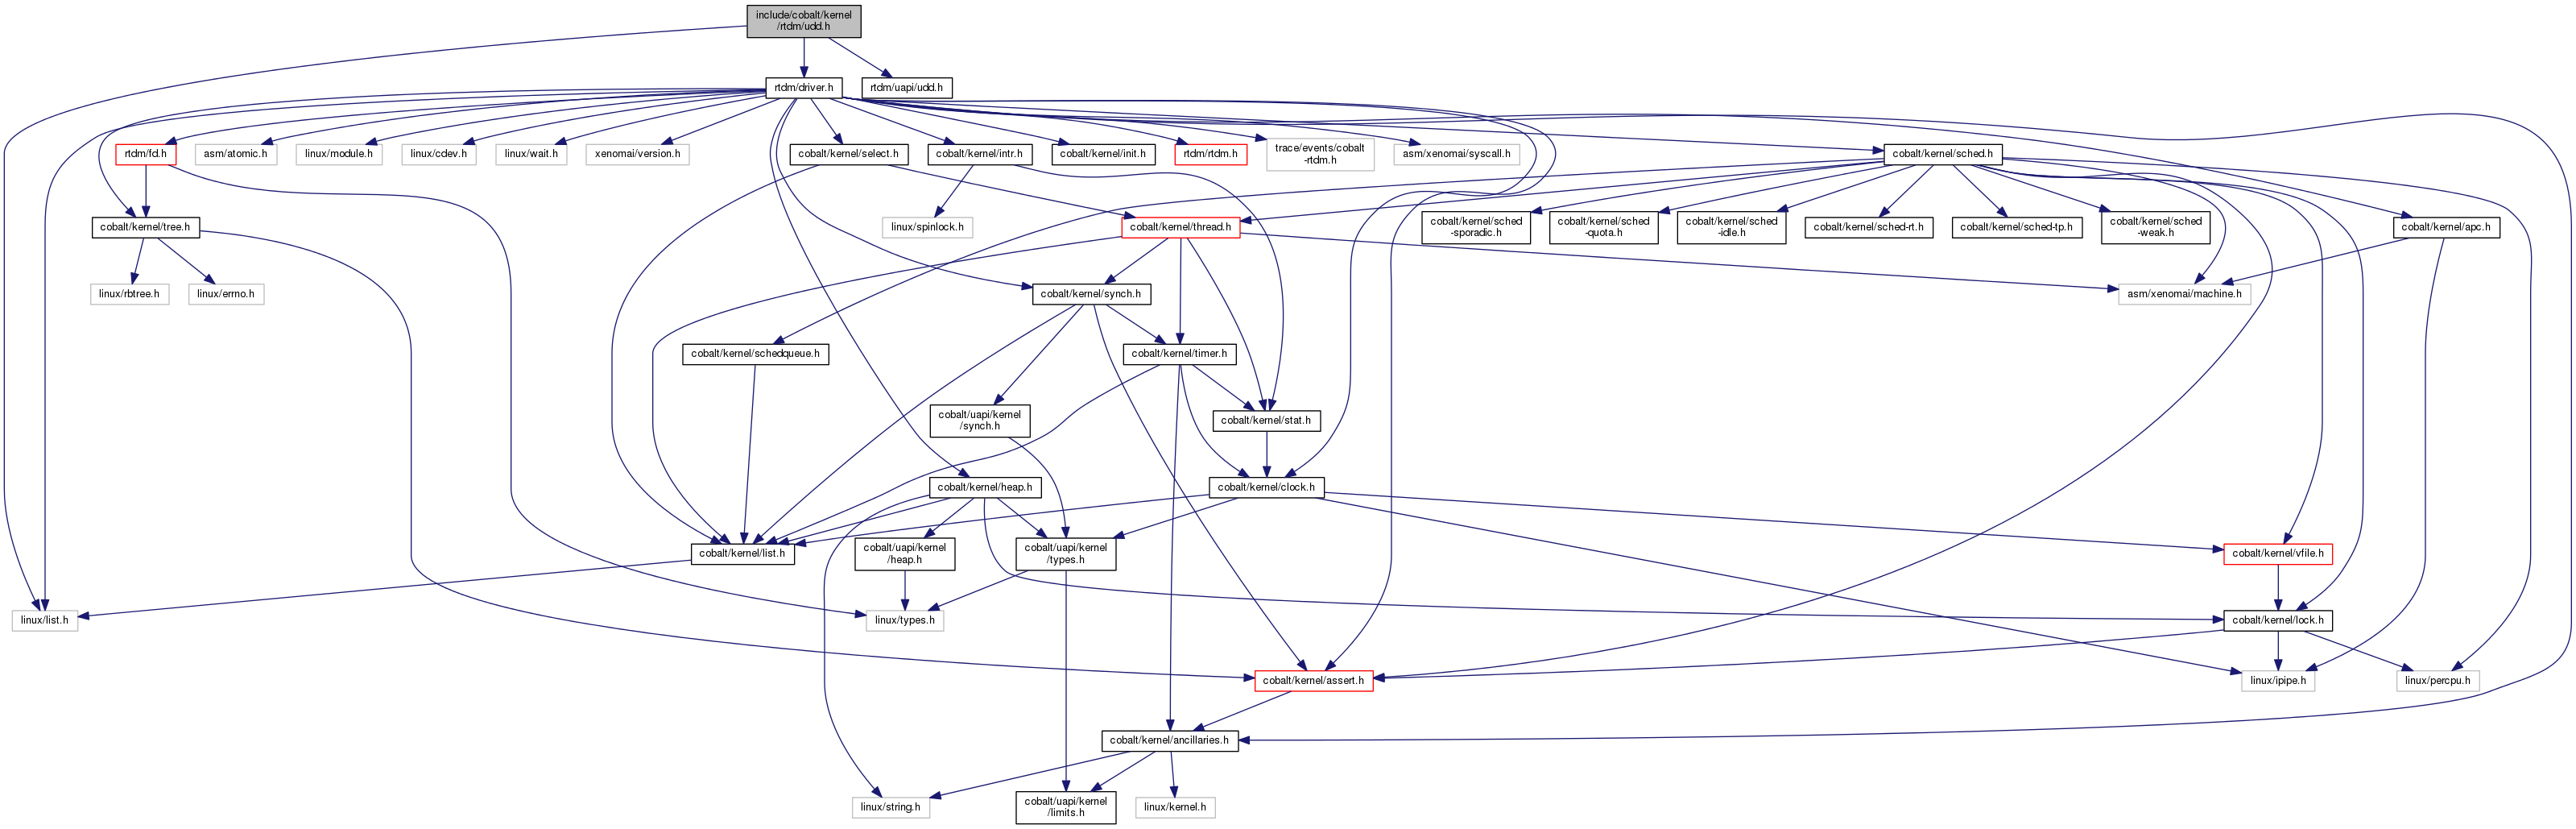 include/cobalt/kernel
/rtdm/udd.h
rtdm/driver.h
rtdm/uapi/udd.h
rtdm/fd.h
asm/atomic.h
linux/module.h
linux/cdev.h
linux/wait.h
xenomai/version.h
cobalt/kernel/select.h
cobalt/kernel/intr.h
cobalt/kernel/init.h
rtdm/rtdm.h
trace/events/cobalt
-rtdm.h
asm/xenomai/syscall.h
cobalt/kernel/sched.h
cobalt/kernel/tree.h
linux/spinlock.h
cobalt/kernel/thread.h
cobalt/kernel/sched
-sporadic.h
cobalt/kernel/sched
-quota.h
cobalt/kernel/sched
-idle.h
cobalt/kernel/sched-rt.h
cobalt/kernel/sched-tp.h
cobalt/kernel/sched
-weak.h
cobalt/kernel/apc.h
linux/rbtree.h
linux/errno.h
cobalt/kernel/synch.h
asm/xenomai/machine.h
cobalt/kernel/schedqueue.h
cobalt/kernel/timer.h
cobalt/uapi/kernel
/synch.h
cobalt/kernel/stat.h
cobalt/kernel/heap.h
cobalt/kernel/clock.h
cobalt/kernel/list.h
cobalt/uapi/kernel
/heap.h
cobalt/uapi/kernel
/types.h
cobalt/kernel/vfile.h
linux/list.h
linux/types.h
cobalt/kernel/lock.h
cobalt/kernel/assert.h
linux/ipipe.h
linux/percpu.h
cobalt/kernel/ancillaries.h
linux/string.h
cobalt/uapi/kernel
/limits.h
linux/kernel.h